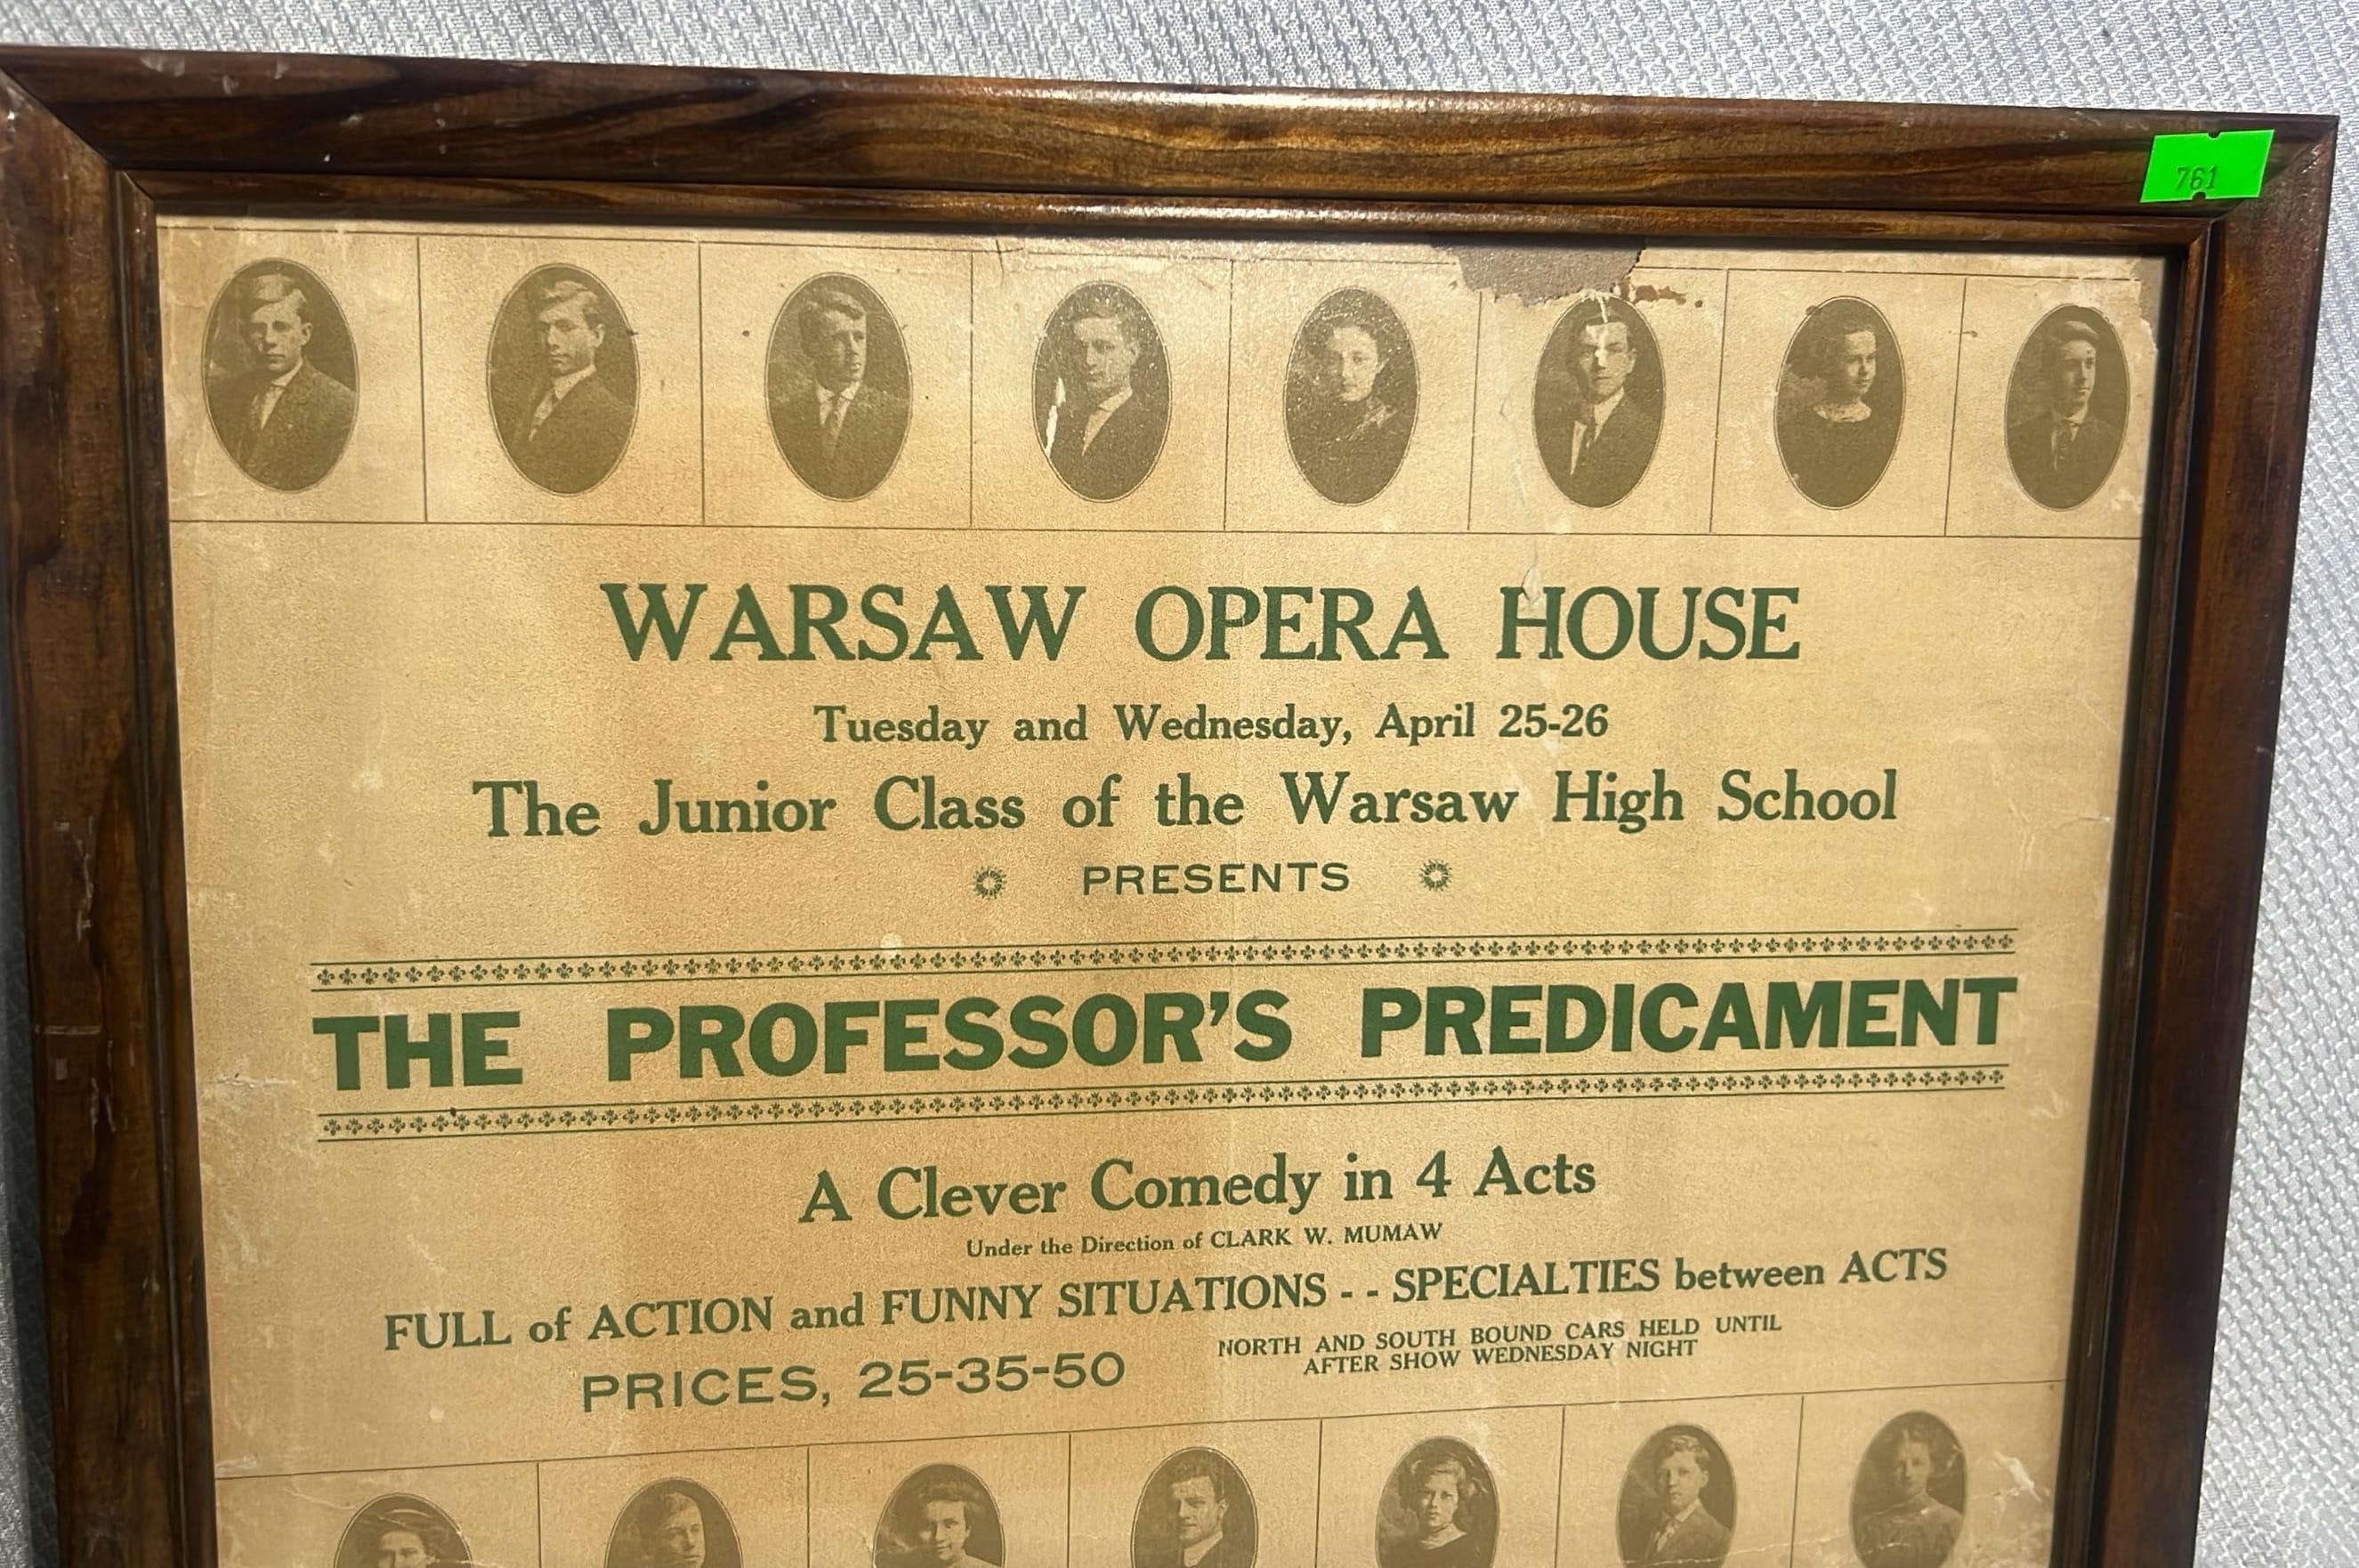 761
WARSAW OPERA HOUSE
Tuesday and Wednesday, April 25-26
The Junior Class of the Warsaw High School
PRESENTS
THE PROFESSOR'S PREDICAMENT
A Clever Comedy in 4 Acts
Under the Direction of CLARK W. MUMAW
FULL of ACTION and FUNNY SITUATIONS - - SPECIALTIES between ACTS
PRICES, 25-35-50
NORTH AND SOUTH BOUND CARS HELD UNTIL
AFTER SHOW WEDNESDAY NIGHT